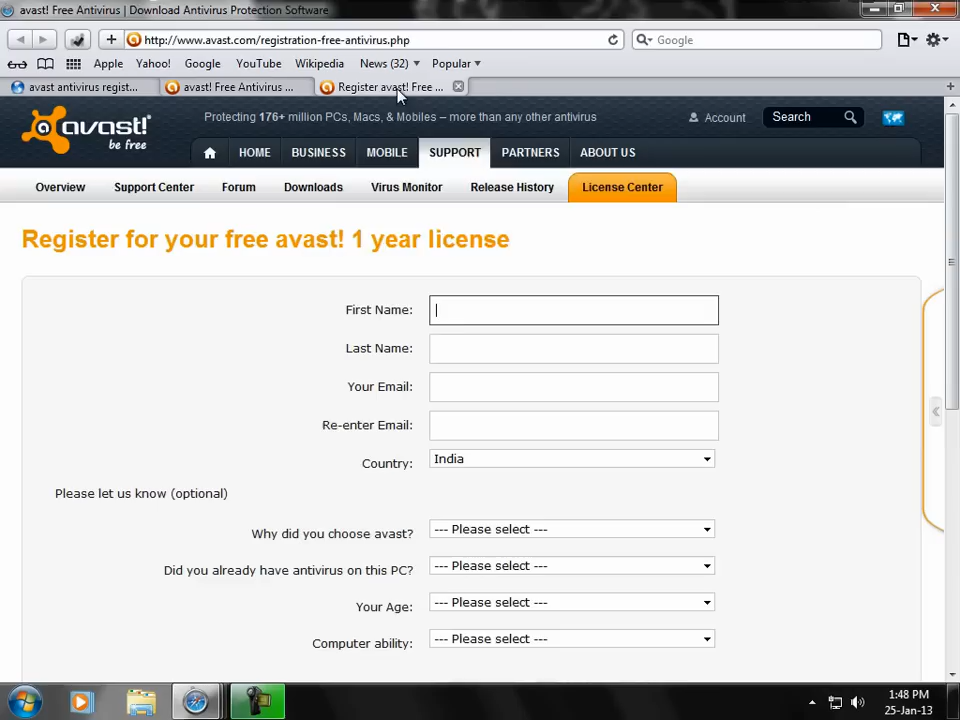 avast! Free Antivirus | Download Antivirus Protection Software
http://www.avast.com/registration-free-antivirus.php
Google
Apple Yahoo! Google YouTube Wikipedia News (32) Popular
avast antivirus regist... avast! Free Antivirus ... Register avast! Free ...
avast!
be free
Protecting 176+ million PCs, Macs, & Mobiles – more than any other antivirus
Account
Search
HOME BUSINESS MOBILE SUPPORT PARTNERS ABOUT US
Overview Support Center Forum Downloads Virus Monitor Release History License Center
Register for your free avast! 1 year license
First Name:
Last Name:
Your Email:
Re-enter Email:
Country: India
Please let us know (optional)
Why did you choose avast? --- Please select ---
Did you already have antivirus on this PC? --- Please select ---
Your Age: --- Please select ---
Computer ability: --- Please select ---
1:48 PM
25-Jan-13